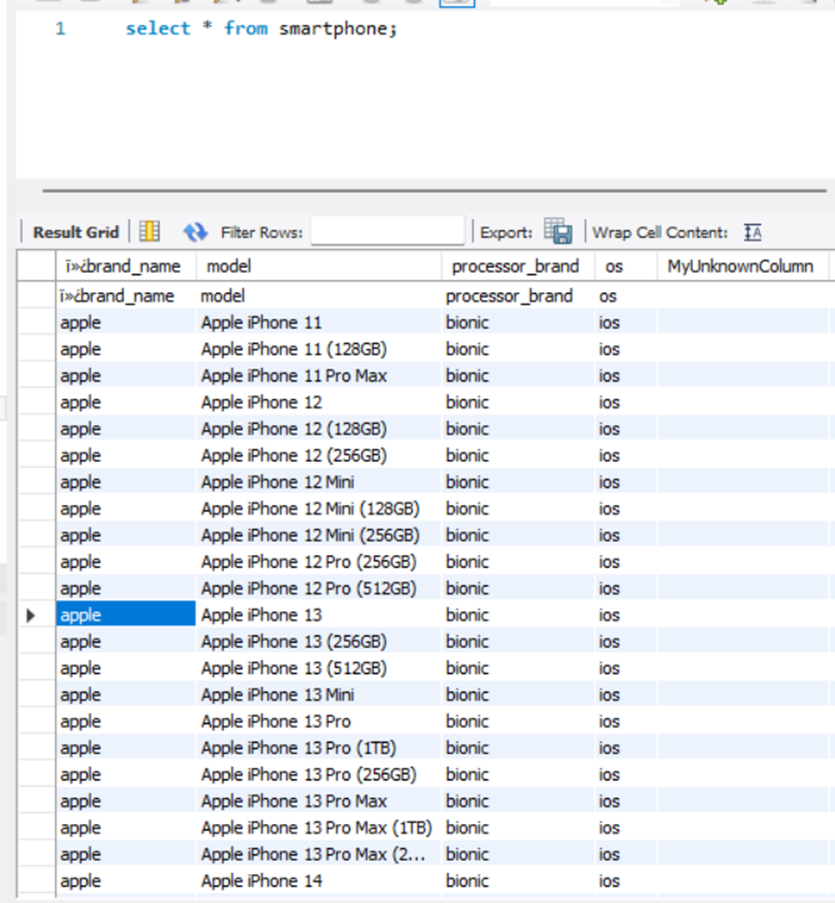 1 select * from smartphone;
Result Grid Filter Rows: Export: Wrap Cell Content:
ï»¿brand_name model processor_brand os MyUnknownColumn
ï»¿brand_name model processor_brand os
apple Apple iPhone 11 bionic ios
apple Apple iPhone 11 (128GB) bionic ios
apple Apple iPhone 11 Pro Max bionic ios
apple Apple iPhone 12 bionic ios
apple Apple iPhone 12 (128GB) bionic ios
apple Apple iPhone 12 (256GB) bionic ios
apple Apple iPhone 12 Mini bionic ios
apple Apple iPhone 12 Mini (128GB) bionic ios
apple Apple iPhone 12 Mini (256GB) bionic ios
apple Apple iPhone 12 Pro (256GB) bionic ios
apple Apple iPhone 12 Pro (512GB) bionic ios
apple Apple iPhone 13 bionic ios
apple Apple iPhone 13 (256GB) bionic ios
apple Apple iPhone 13 (512GB) bionic ios
apple Apple iPhone 13 Mini bionic ios
apple Apple iPhone 13 Pro bionic ios
apple Apple iPhone 13 Pro (1TB) bionic ios
apple Apple iPhone 13 Pro (256GB) bionic ios
apple Apple iPhone 13 Pro Max bionic ios
apple Apple iPhone 13 Pro Max (1TB) bionic ios
apple Apple iPhone 13 Pro Max (2... bionic ios
apple Apple iPhone 14 bionic ios